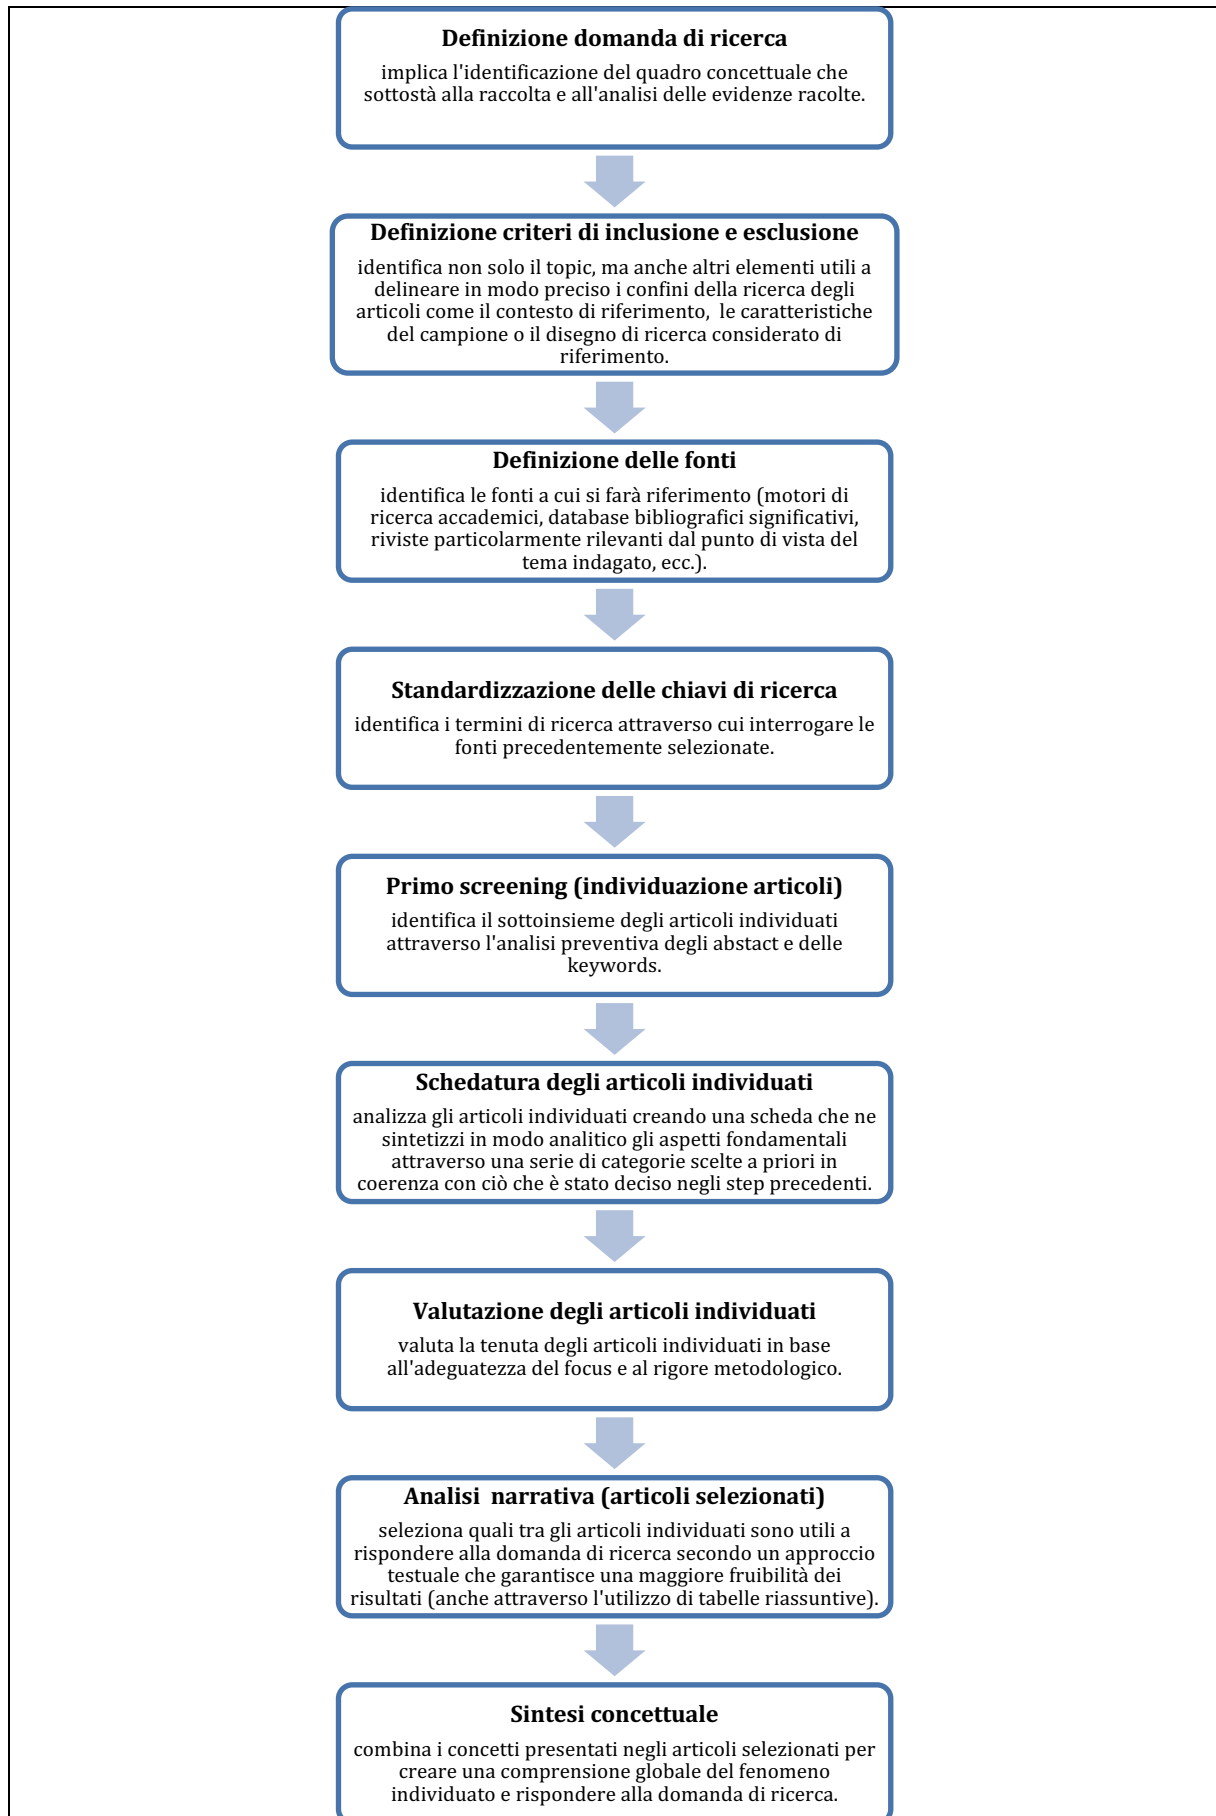 Definizione domanda di ricerca
implica l'identificazione del quadro concettuale che
sottostà alla raccolta e all'analisi delle evidenze racolte.
Definizione criteri di inclusione e esclusione
identifica non solo il topic, ma anche altri elementi utili a
delineare in modo preciso i confini della ricerca degli
articoli come il contesto di riferimento, le caratteristiche
del campione o il disegno di ricerca considerato di
riferimento.
Definizione delle fonti
identifica le fonti a cui si farà riferimento (motori di
ricerca accademici, database bibliografici significativi,
riviste particolarmente rilevanti dal punto di vista del
tema indagato, ecc.).
Standardizzazione delle chiavi di ricerca
identifica i termini di ricerca attraverso cui interrogare le
fonti precedentemente selezionate.
Primo screening (individuazione articoli)
identifica il sottoinsieme degli articoli individuati
attraverso l'analisi preventiva degli abstact e delle
keywords.
Schedatura degli articoli individuati
analizza gli articoli individuati creando una scheda che ne
sintetizzi in modo analitico gli aspetti fondamentali
attraverso una serie di categorie scelte a priori in
coerenza con ciò che è stato deciso negli step precedenti.
Valutazione degli articoli individuati
valuta la tenuta degli articoli individuati in base
all'adeguatezza del focus e al rigore metodologico.
Analisi narrativa (articoli selezionati)
seleziona quali tra gli articoli individuati sono utili a
rispondere alla domanda di ricerca secondo un approccio
testuale che garantisce una maggiore fruibilità dei
risultati (anche attraverso l'utilizzo di tabelle riassuntive).
Sintesi concettuale
combina i concetti presentati negli articoli selezionati per
creare una comprensione globale del fenomeno
individuato e rispondere alla domanda di ricerca.